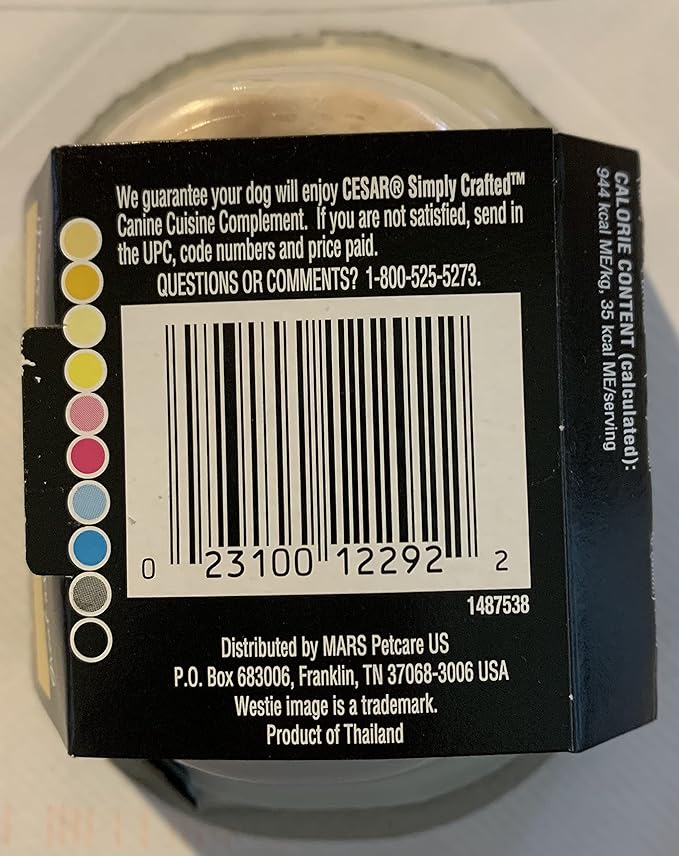 We guarantee your dog will enjoy CESAR® Simply Crafted™
Canine Cuisine Complement. If you are not satisfied, send in
the UPC, code numbers and price paid.
QUESTIONS OR COMMENTS? 1-800-525-5273.
0 23100 12292 2
1487538
Distributed by MARS Petcare US
P.O. Box 683006, Franklin, TN 37068-3006 USA
Westie image is a trademark.
Product of Thailand
CALORIE CONTENT (calculated):
944 kcal ME/kg, 35 kcal ME/serving